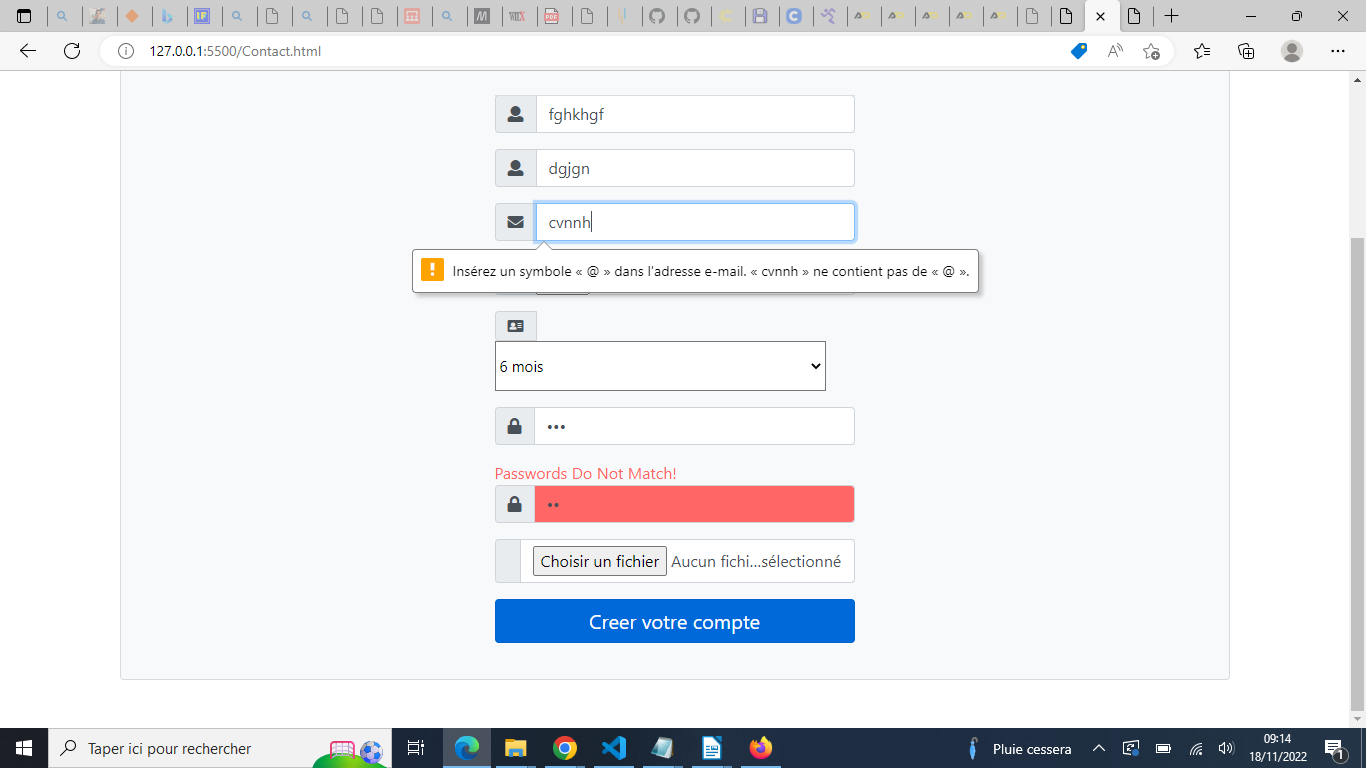 127.0.0.1:5500/Contact.html
fghkhgf
dgjgn
cvnnh
Insérez un symbole « @ » dans l'adresse e-mail. « cvnnh » ne contient pas de « @ ».
6 mois
•••
Passwords Do Not Match!
••
Choisir un fichier Aucun fichi...sélectionné
Creer votre compte
Taper ici pour rechercher
Pluie cessera
09:14
18/11/2022
1